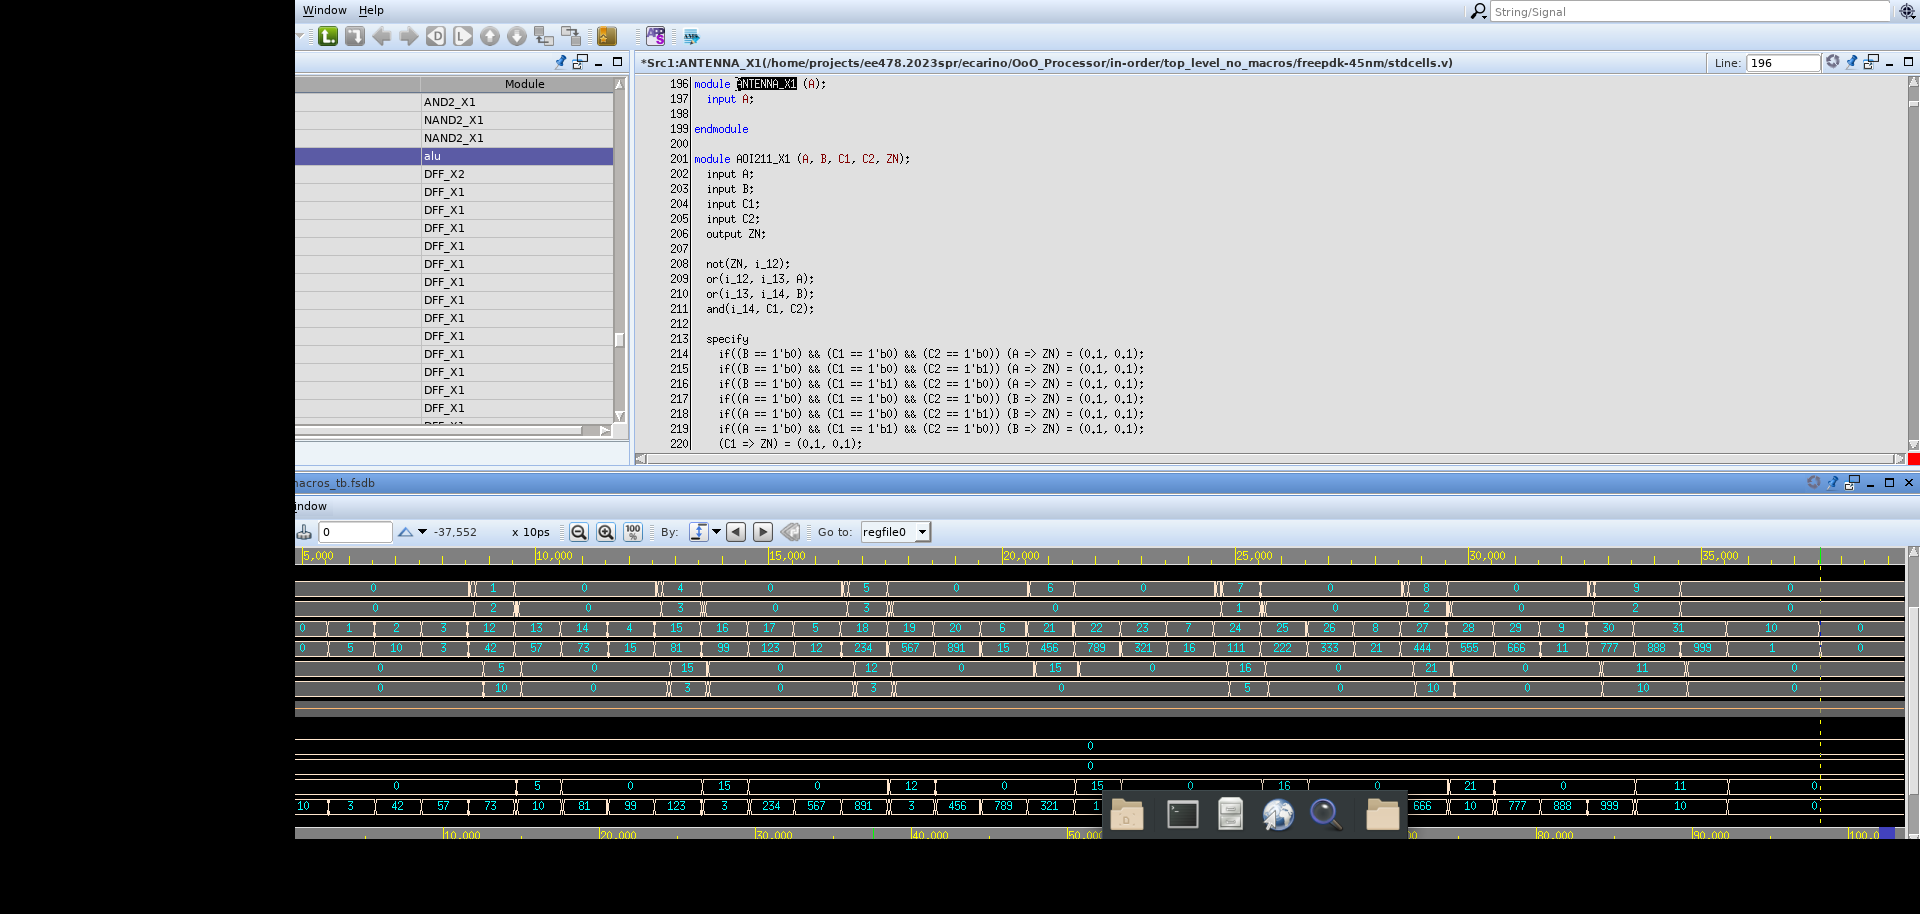 Window Help
String/Signal
*Src1:ANTENNA_X1(/home/projects/ee478.2023spr/ecarino/OoO_Processor/in-order/top_level_no_macros/freepdk-45nm/stdcells.v)
Line: 196
Module
AND2_X1
NAND2_X1
NAND2_X1
alu
DFF_X2
DFF_X1
DFF_X1
DFF_X1
DFF_X1
DFF_X1
DFF_X1
DFF_X1
DFF_X1
DFF_X1
DFF_X1
DFF_X1
DFF_X1
DFF_X1
196 module ANTENNA_X1 (A);
197 input A;
198
199 endmodule
200
201 module AOI211_X1 (A, B, C1, C2, ZN);
202 input A;
203 input B;
204 input C1;
205 input C2;
206 output ZN;
207
208 not(ZN, i_12);
209 or(i_12, i_13, A);
210 or(i_13, i_14, B);
211 and(i_14, C1, C2);
212
213 specify
214 if((B == 1'b0) && (C1 == 1'b0) && (C2 == 1'b0)) (A => ZN) = (0.1, 0.1);
215 if((B == 1'b0) && (C1 == 1'b0) && (C2 == 1'b1)) (A => ZN) = (0.1, 0.1);
216 if((B == 1'b0) && (C1 == 1'b1) && (C2 == 1'b0)) (A => ZN) = (0.1, 0.1);
217 if((A == 1'b0) && (C1 == 1'b0) && (C2 == 1'b0)) (B => ZN) = (0.1, 0.1);
218 if((A == 1'b0) && (C1 == 1'b0) && (C2 == 1'b1)) (B => ZN) = (0.1, 0.1);
219 if((A == 1'b0) && (C1 == 1'b1) && (C2 == 1'b0)) (B => ZN) = (0.1, 0.1);
220 (C1 => ZN) = (0.1, 0.1);
acros_tb.fsdb
indow
0 -37,552 x 10ps 100 % By: Go to: regfile0
5,000 10,000 15,000 20,000 25,000 30,000 35,000
0 1 0 4 0 5 0 6 0 7 0 8 0 9 0
0 2 0 3 0 3 0 1 0 2 0 2 0
0 1 2 3 12 13 14 4 15 16 17 5 18 19 20 6 21 22 23 7 24 25 26 8 27 28 29 9 30 31 10 0
0 5 10 3 42 57 73 15 81 99 123 12 234 567 891 15 456 789 321 16 111 222 333 21 444 555 666 11 777 888 999 1 0
0 5 0 15 0 12 0 15 0 16 0 21 0 11 0
0 10 0 3 0 3 0 5 0 10 0 10 0
0
0
0 5 0 15 0 12 0 15 0 16 0 21 0 11 0
10 3 42 57 73 10 81 99 123 3 234 567 891 3 456 789 321 1 666 10 777 888 999 10 0
10,000 20,000 30,000 40,000 50,000 80,000 90,000 100,0